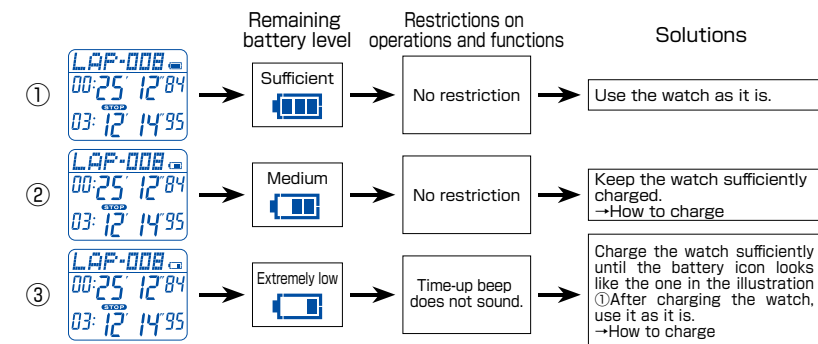 Remaining
battery level
Restrictions on
operations and functions
Solutions
①
LAP-008
00:25' 12"84
STOP
03: 12' 14"95
Sufficient
No restriction
Use the watch as it is.
②
LAP-008
00:25' 12"84
STOP
03: 12' 14"95
Medium
No restriction
Keep the watch sufficiently
charged.
→How to charge
③
LAP-008
00:25' 12"84
STOP
03: 12' 14"95
Extremely low
Time-up beep
does not sound.
Charge the watch sufficiently
until the battery icon looks
like the one in the illustration
①After charging the watch,
use it as it is.
→How to charge